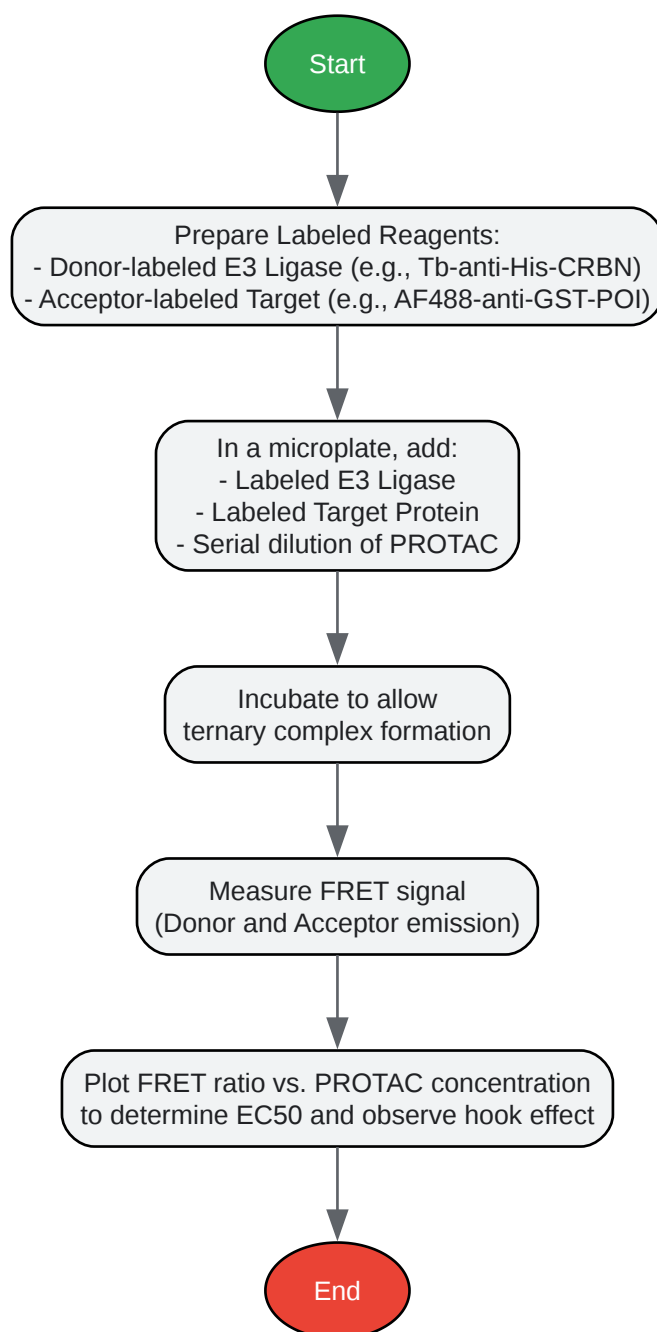 Start
Prepare Labeled Reagents:
- Donor-labeled E3 Ligase (e.g., Tb-anti-His-CRBN)
- Acceptor-labeled Target (e.g., AF488-anti-GST-POI)
In a microplate, add:
- Labeled E3 Ligase
- Labeled Target Protein
- Serial dilution of PROTAC
Incubate to allow
ternary complex formation
Measure FRET signal
(Donor and Acceptor emission)
Plot FRET ratio vs. PROTAC concentration
to determine EC50 and observe hook effect
End